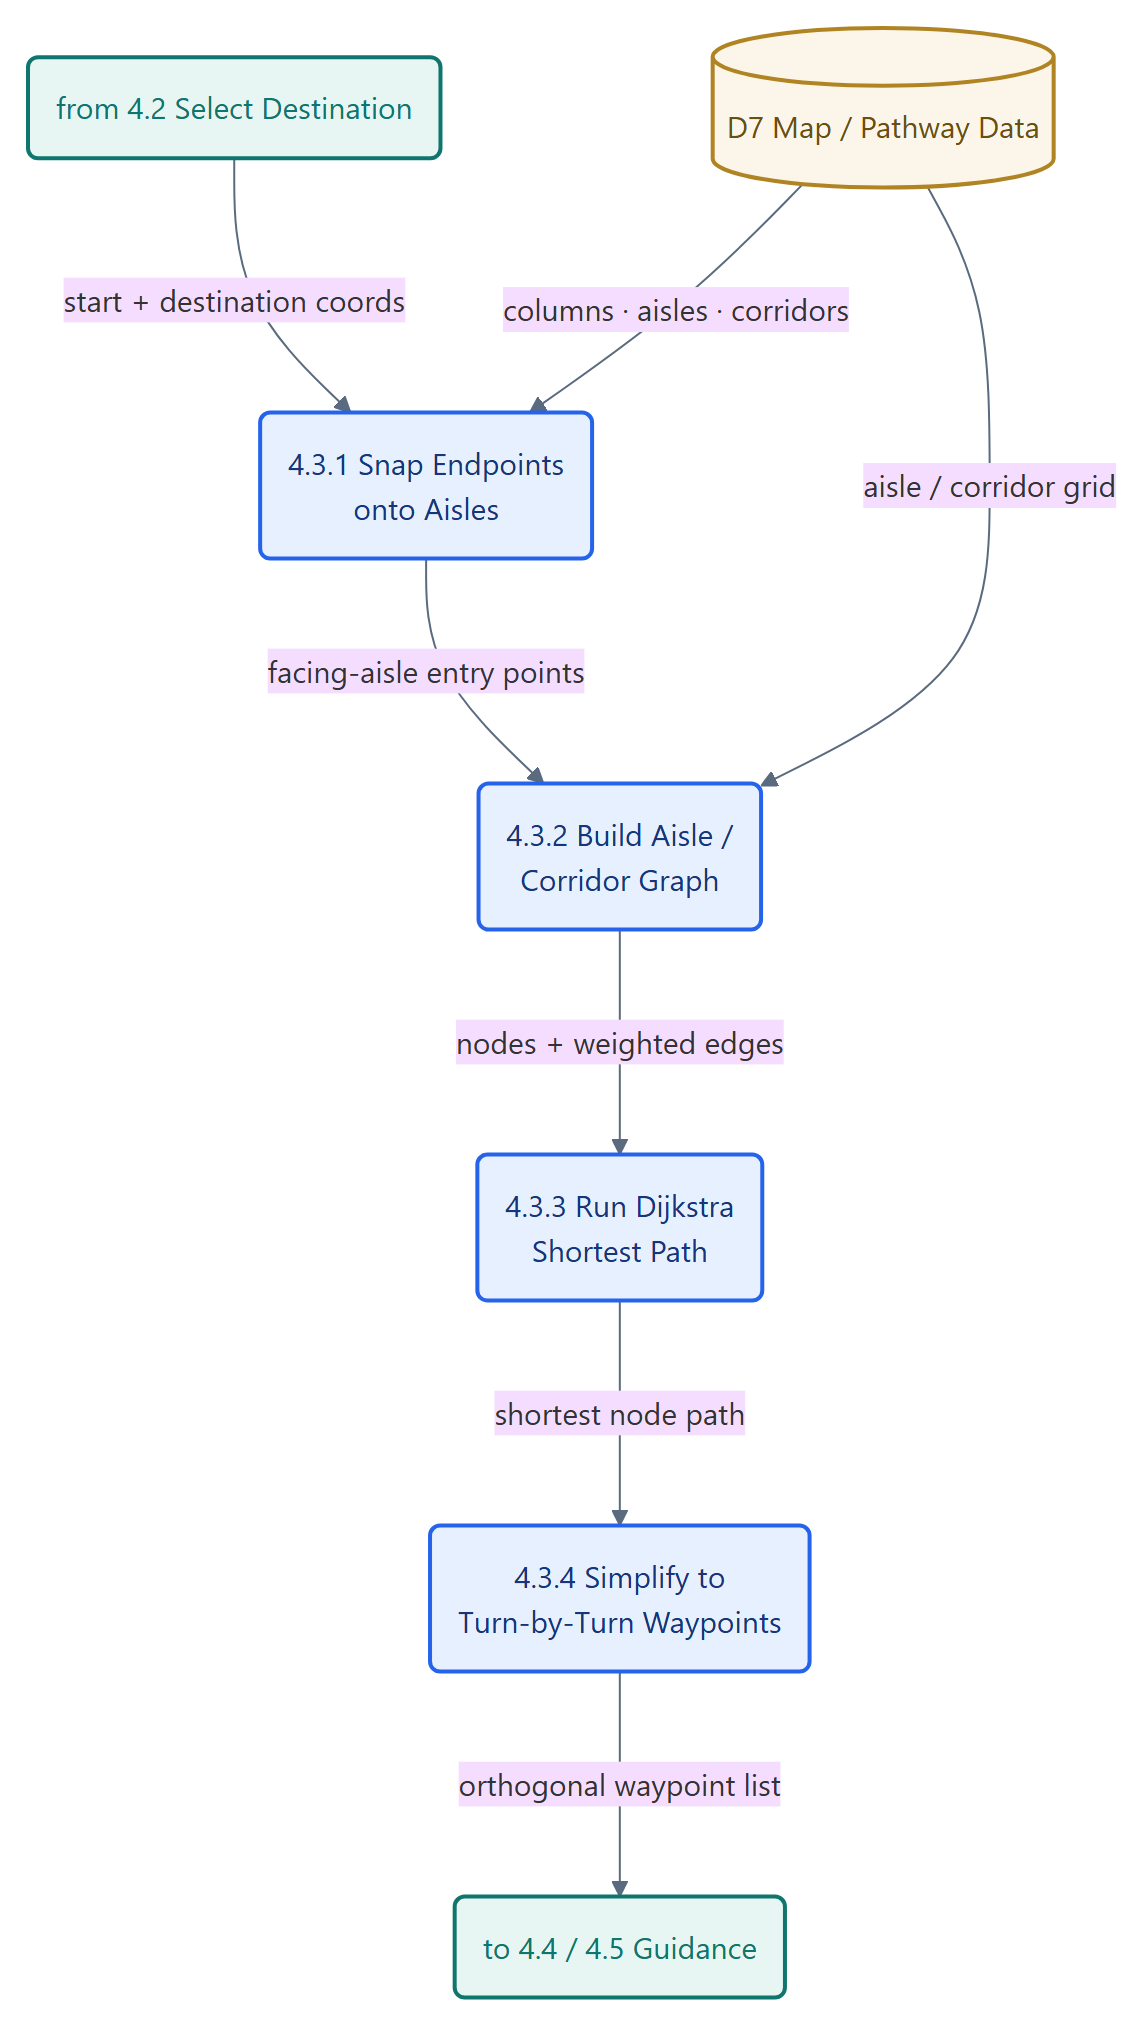 from 4.2 Select Destination
D7 Map / Pathway Data
start + destination coords
columns · aisles · corridors
4.3.1 Snap Endpoints
onto Aisles
aisle / corridor grid
facing-aisle entry points
4.3.2 Build Aisle /
Corridor Graph
nodes + weighted edges
4.3.3 Run Dijkstra
Shortest Path
shortest node path
4.3.4 Simplify to
Turn-by-Turn Waypoints
orthogonal waypoint list
to 4.4 / 4.5 Guidance